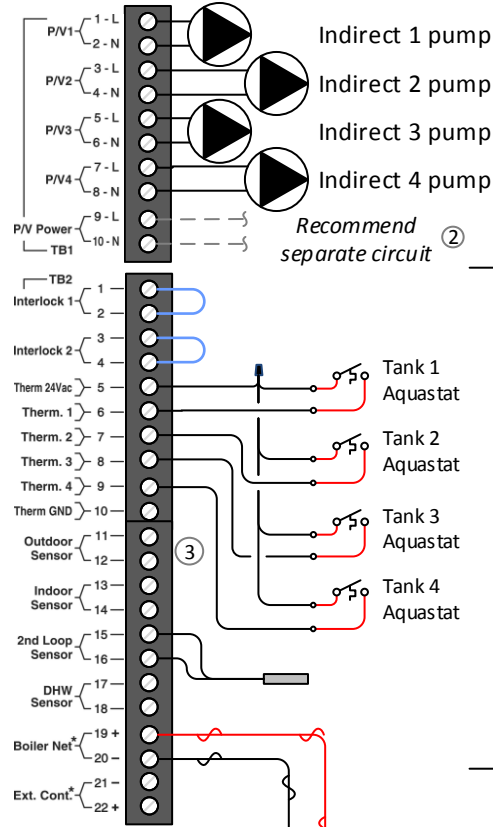 P/V1
1 - L
2 - N
Indirect 1 pump
P/V2
3 - L
4 - N
Indirect 2 pump
P/V3
5 - L
6 - N
Indirect 3 pump
P/V4
7 - L
8 - N
Indirect 4 pump
P/V Power
9 - L
10 - N
TB1
Recommend
separate circuit
②
TB2
Interlock 1
1
2
Interlock 2
3
4
Therm 24Vac
5
Therm. 1
6
Therm. 2
7
Therm. 3
8
Therm. 4
9
Therm GND
10
Tank 1
Aquastat
Tank 2
Aquastat
Tank 3
Aquastat
Tank 4
Aquastat
③
Outdoor
Sensor
11
12
Indoor
Sensor
13
14
2nd Loop
Sensor
15
16
DHW
Sensor
17
18
Boiler Net*
19 +
20 –
Ext. Cont.*
21 –
22 +